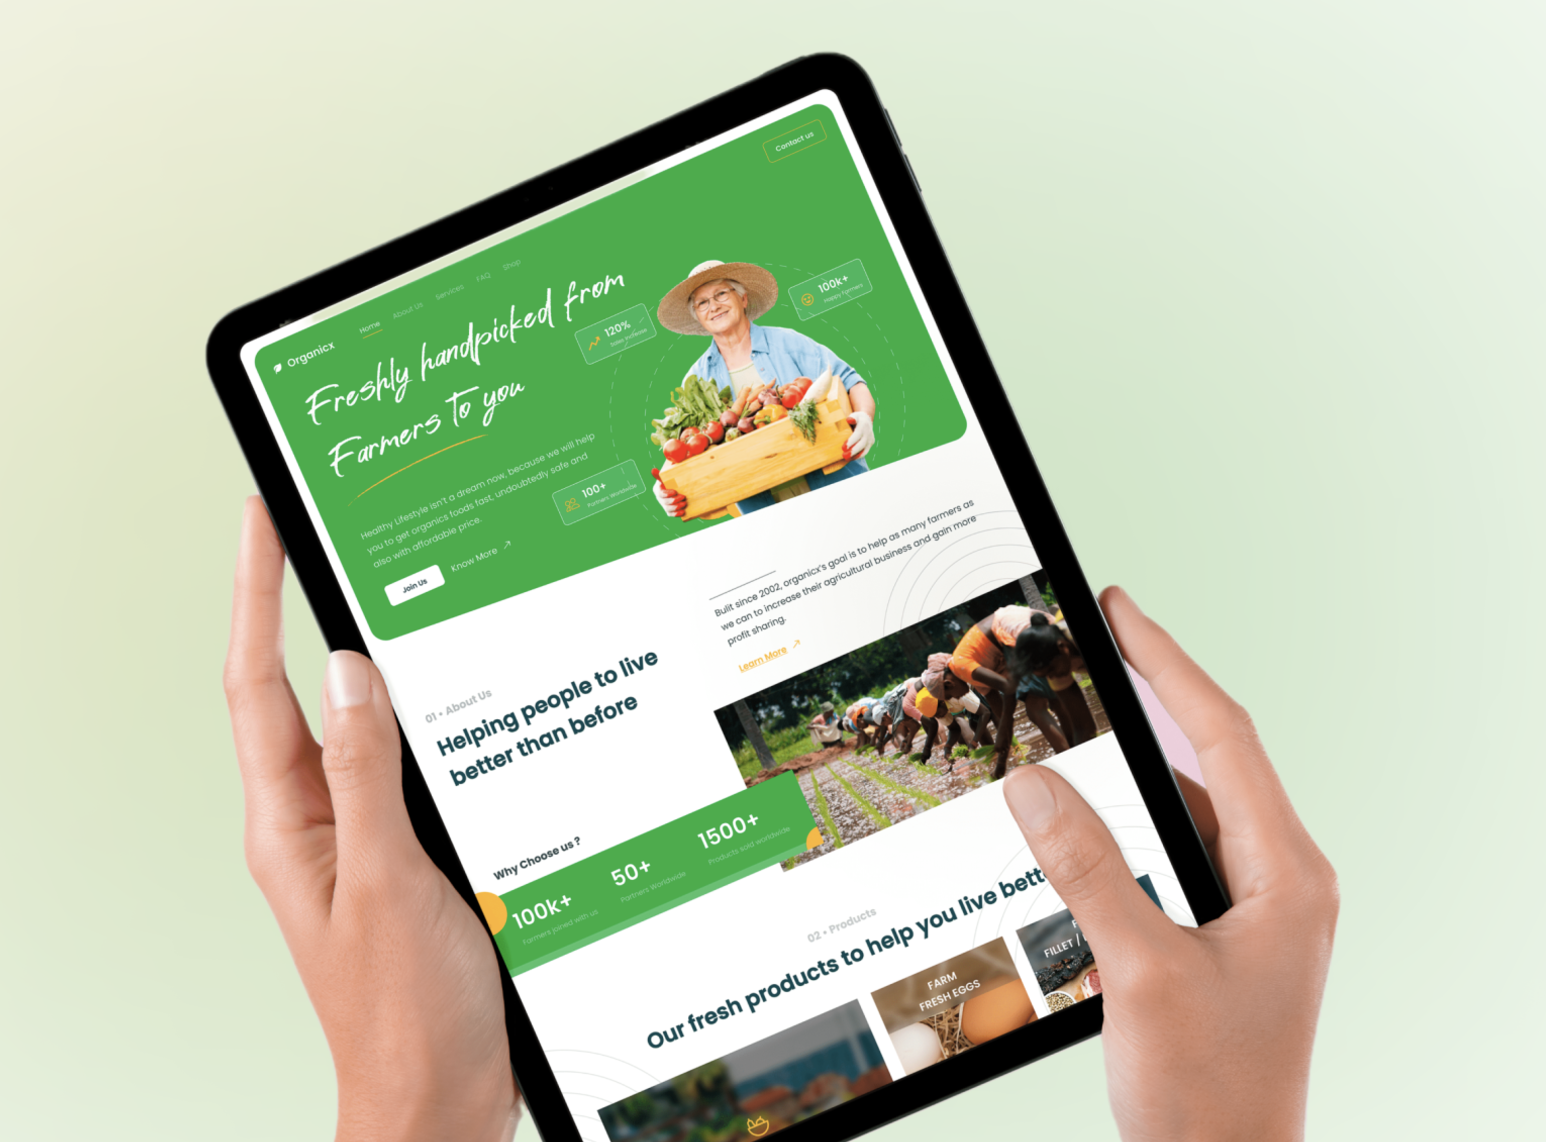 Organicx
Home
About Us
Services
FAQ
Shop
Contact us
Freshly handpicked from
Farmers to you
Healthy Lifestyle isn't a dream now, because we will help
you to get organics foods fast, undoubtedly safe and
also with affordable price.
Join Us
Know More
120%
Sales Increase
100k+
Happy Farmers
100+
Partners Worldwide
01 • About Us
Helping people to live
better than before
Built since 2002, organicx's goal is to help as many farmers as
we can to increase their agricultural business and gain more
profit sharing.
Learn More
Why Choose us ?
100k+
Farmers joined with us
50+
Partners Worldwide
1500+
Products sold worldwide
02 • Products
Our fresh products to help you live
FARM
FRESH EGGS
FILLET /